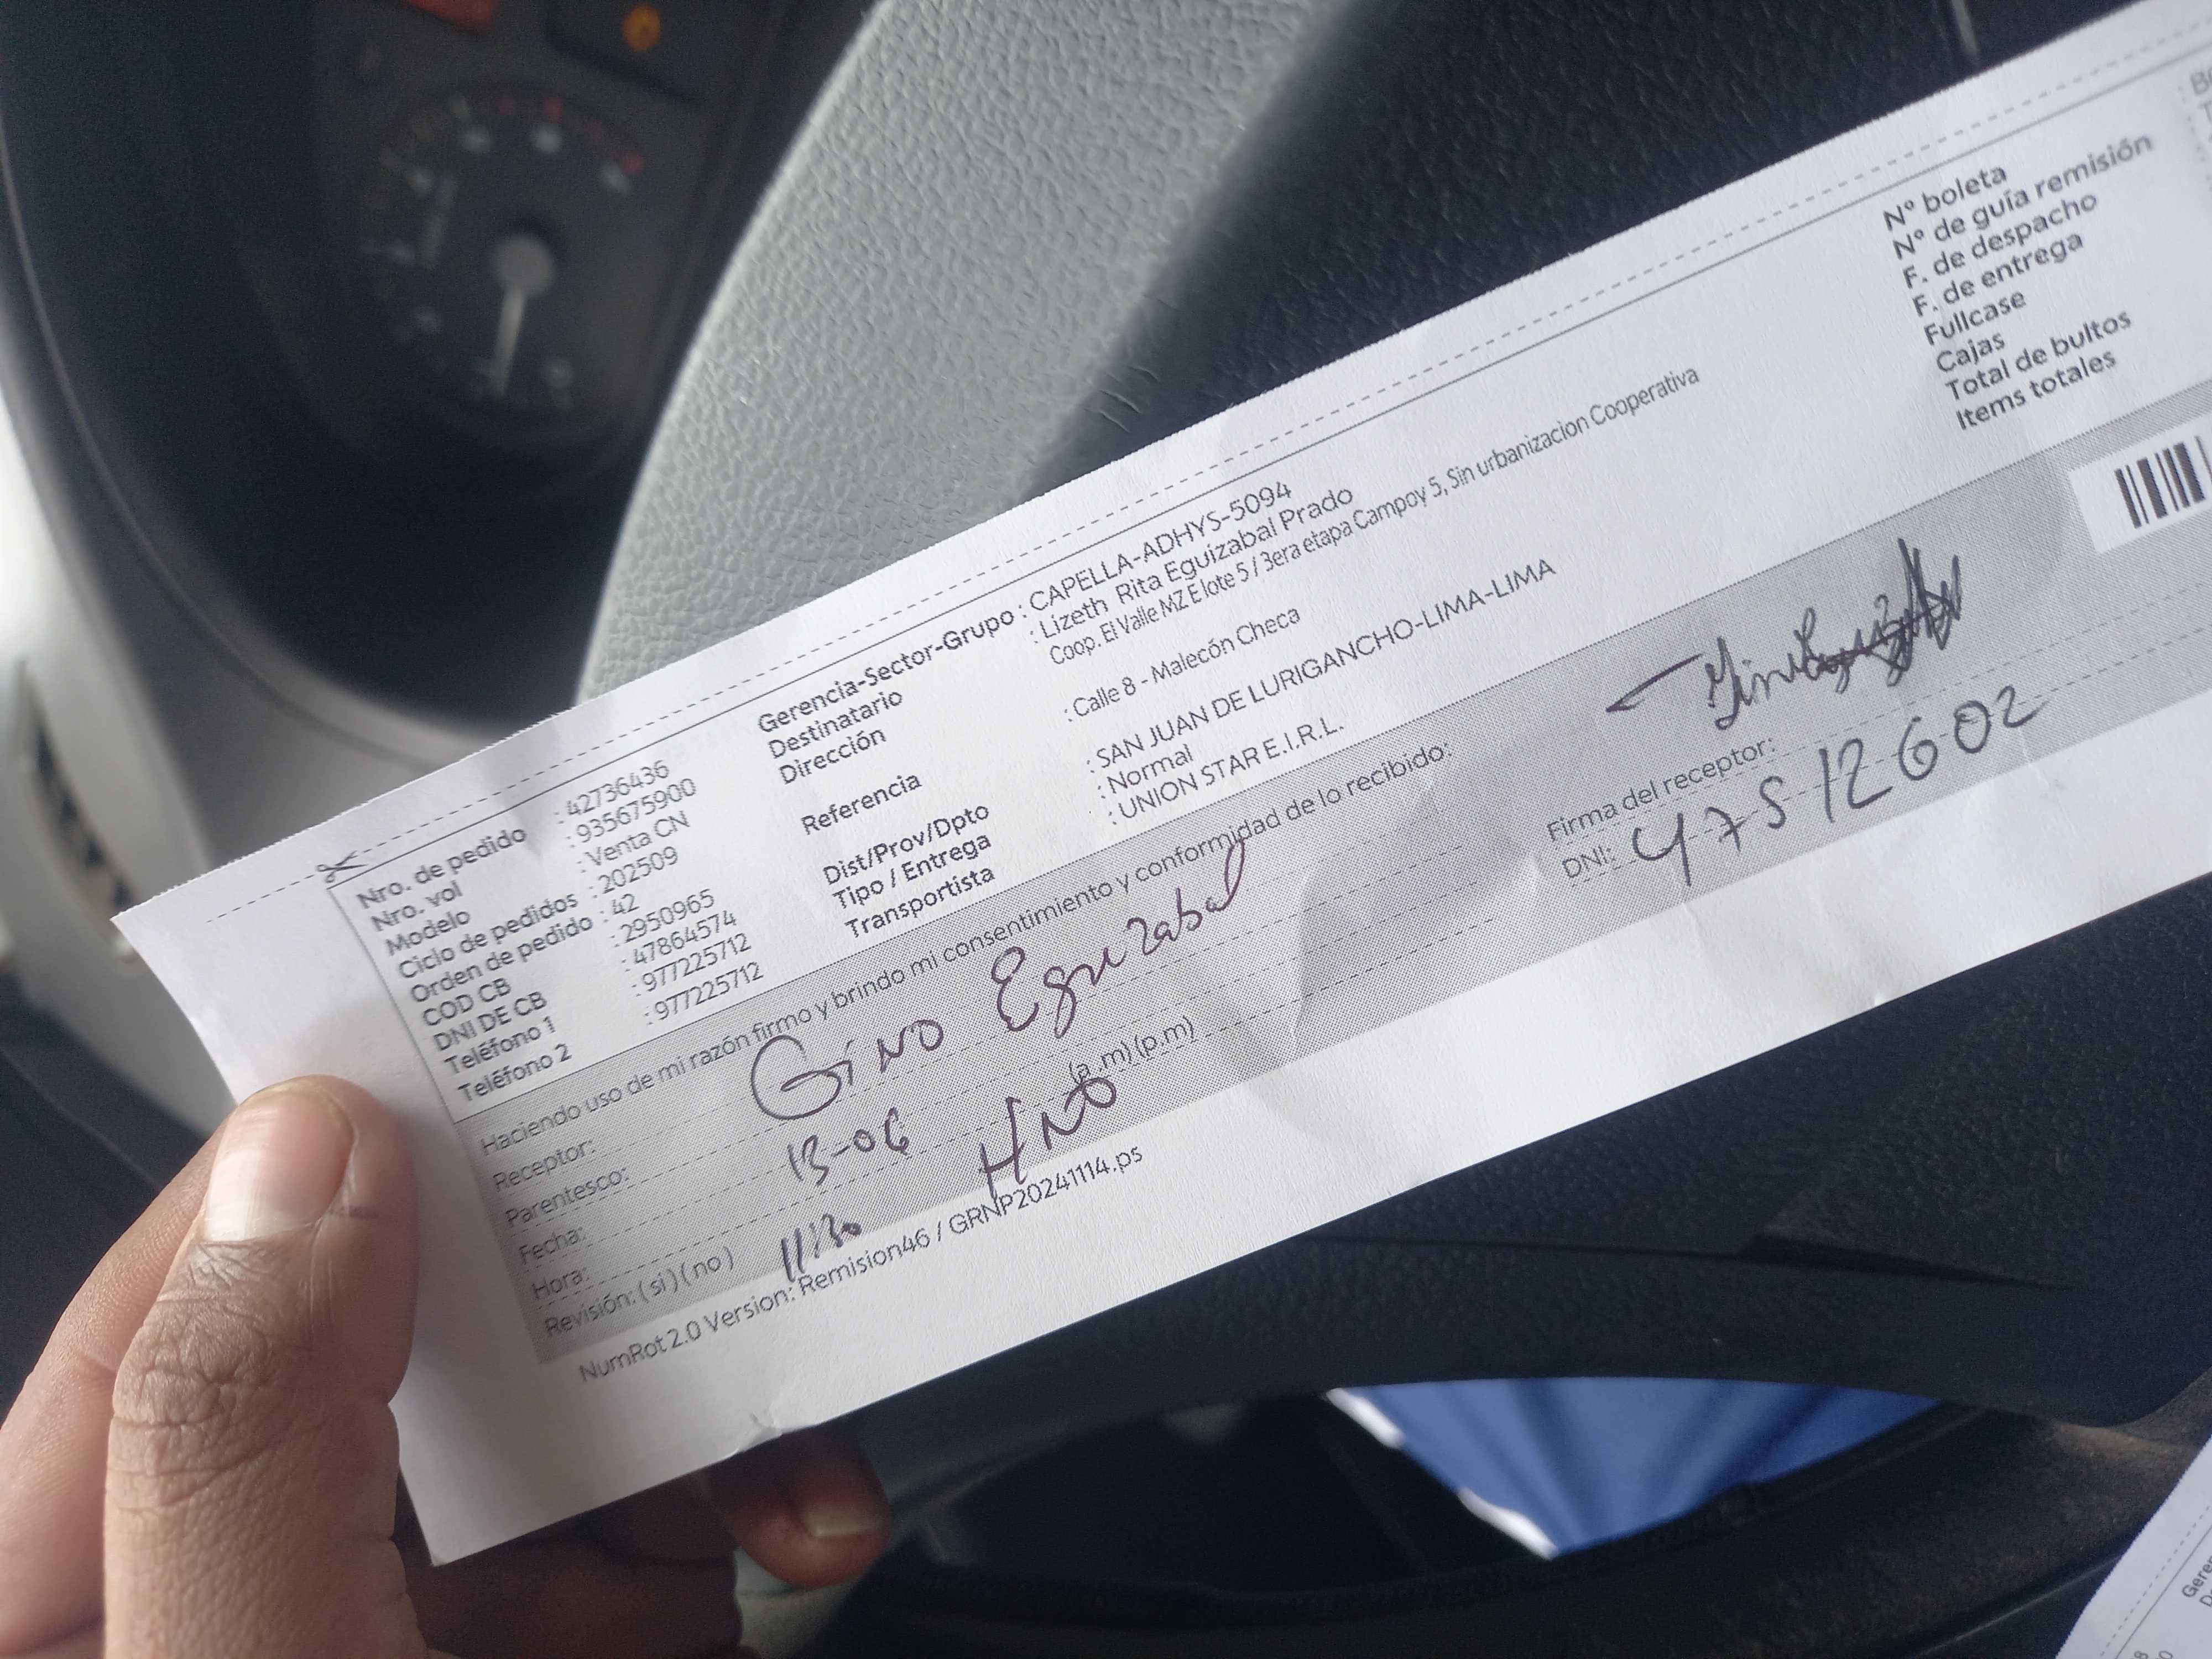 Nro. de pedido : 42736436
Nro. vol : 935675900
Modelo : Venta CN
Ciclo de pedidos : 202509
Orden de pedido : 42
COD CB : 2950965
DNI DE CB : 47864574
Teléfono 1 : 977225712
Teléfono 2 : 977225712
Gerencia-Sector-Grupo : CAPELLA-ADHYS-5094
Destinatario : Lizeth Rita Eguizabal Prado
Dirección Coop. El Valle MZ E lote 5 / 3era etapa Campoy 5, Sin urbanizacion Cooperativa
Referencia : Calle 8 - Malecón Checa
Dist/Prov/Dpto : SAN JUAN DE LURIGANCHO-LIMA-LIMA
Tipo / Entrega : Normal
Transportista : UNION STAR E.I.R.L.
N° boleta
N° de guía remisión
F. de despacho
F. de entrega
Fullcase
Cajas
Total de bultos
Items totales
Haciendo uso de mi razón firmo y brindo mi consentimiento y conformidad de lo recibido:
Receptor: Gino Eguizabal
Parentesco:
Fecha: 13-06
Hora: (a.m) (p.m)
HNO
Revisión: ( si ) ( no ) 11:30
Firma del receptor:
DNI: 47512602
NumRot 2.0 Version: Remision46 / GRNP20241114.ps